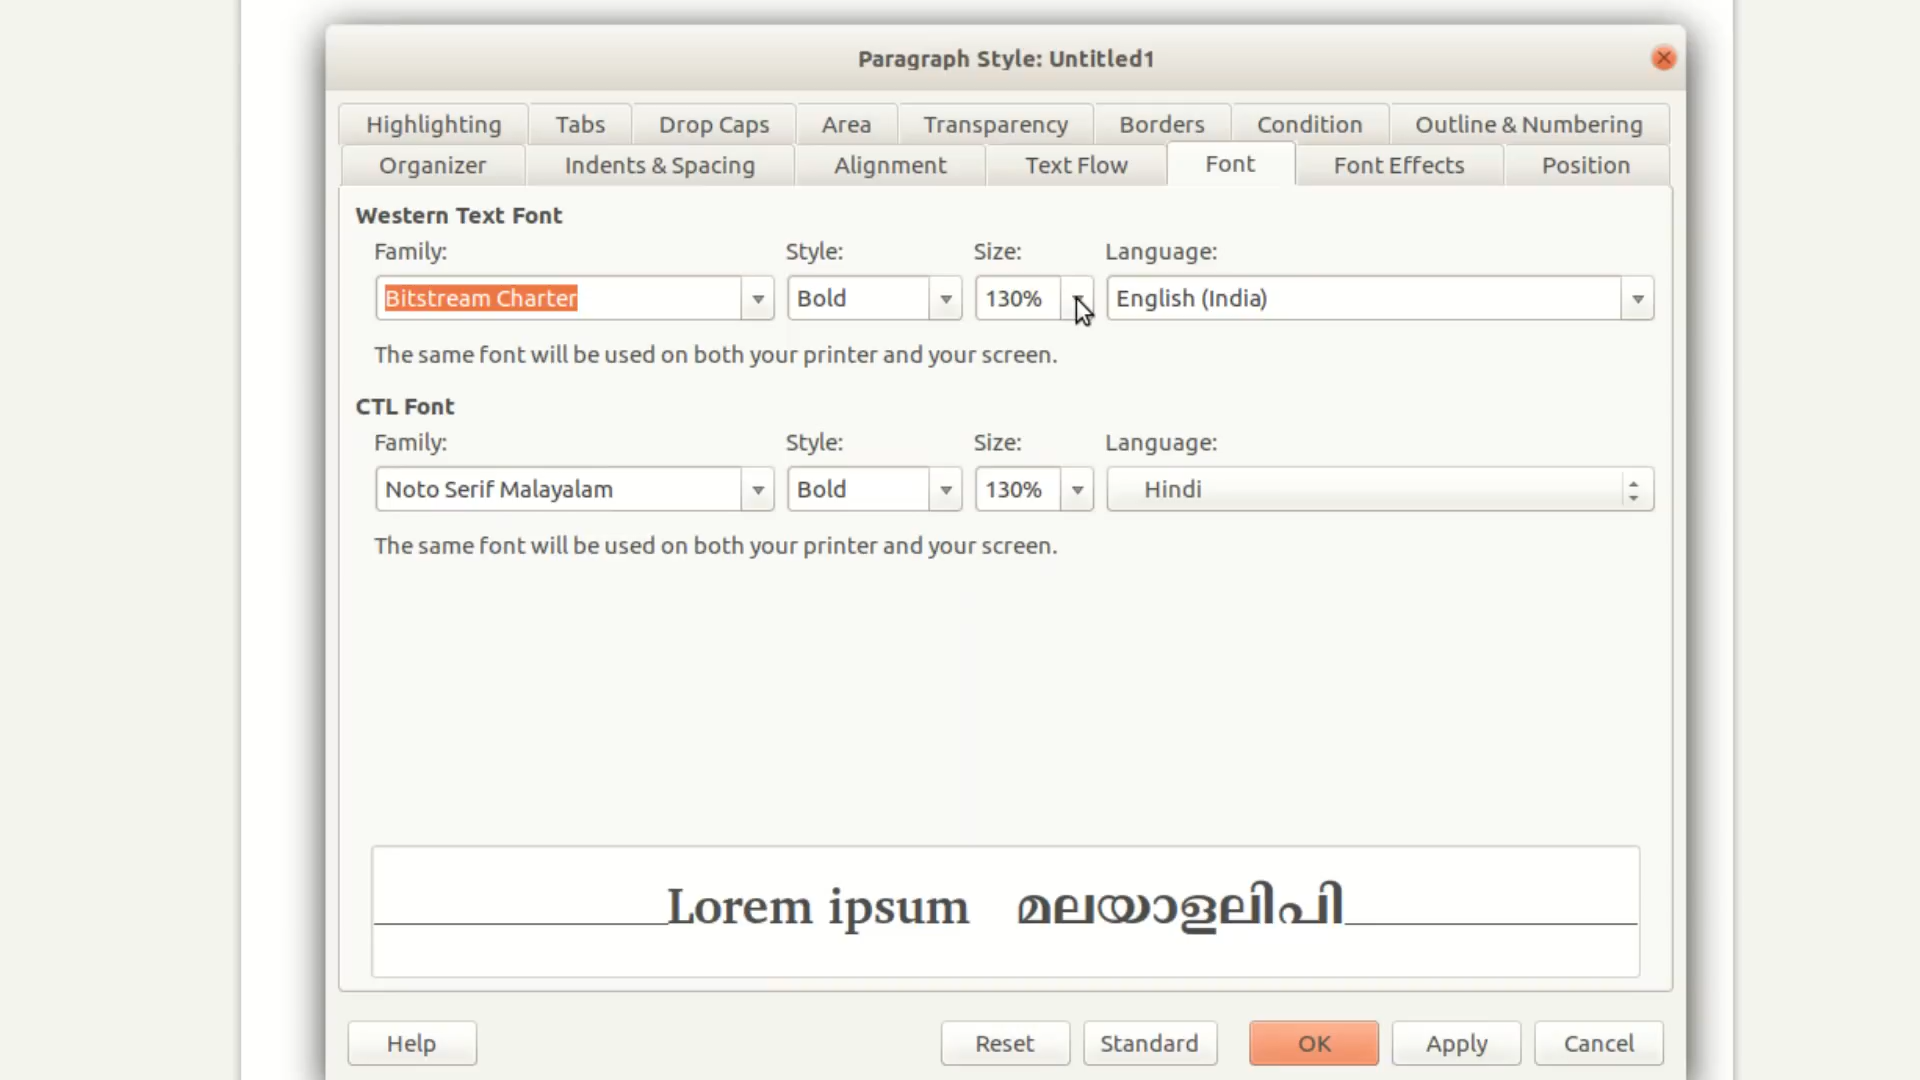 Paragraph Style: Untitled1
Highlighting Tabs Drop Caps Area Transparency Borders Condition Outline & Numbering
Organizer Indents & Spacing Alignment Text Flow Font Font Effects Position
Western Text Font
Family: Style: Size: Language:
Bitstream Charter Bold 130% English (India)
The same font will be used on both your printer and your screen.
CTL Font
Family: Style: Size: Language:
Noto Serif Malayalam Bold 130% Hindi
The same font will be used on both your printer and your screen.
Lorem ipsum മലയാളലിപി
Help Reset Standard OK Apply Cancel